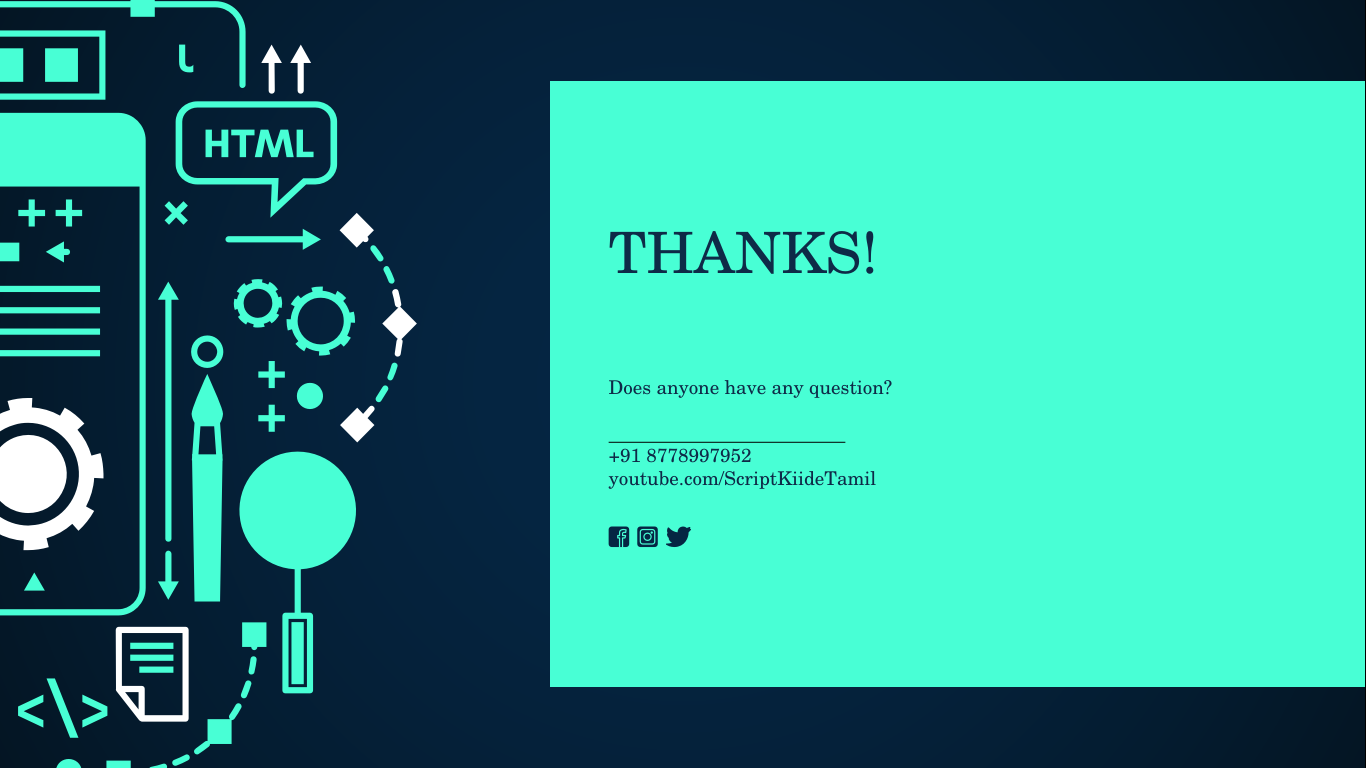 HTML
THANKS!
Does anyone have any question?
+91 8778997952
youtube.com/ScriptKiideTamil
<\>